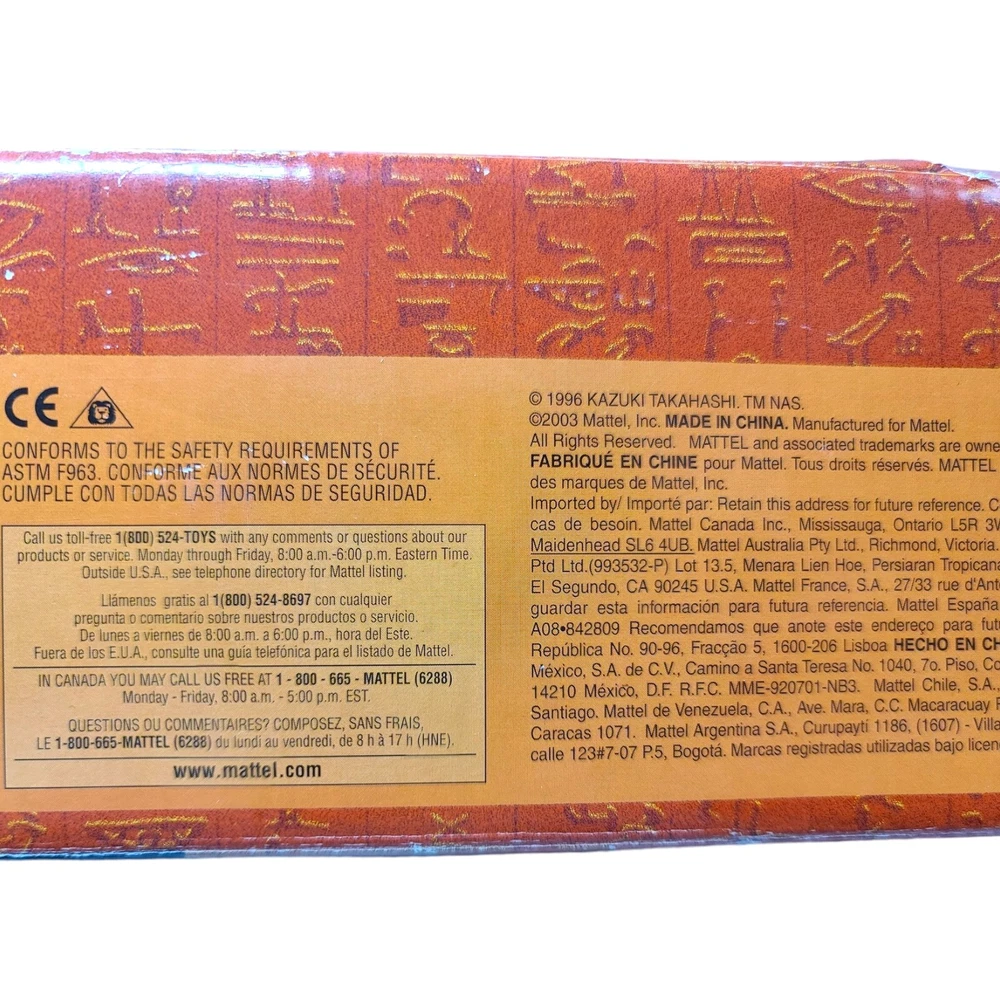 CE
CONFORMS TO THE SAFETY REQUIREMENTS OF
ASTM F963. CONFORME AUX NORMES DE SÉCURITÉ.
CUMPLE CON TODAS LAS NORMAS DE SEGURIDAD.
Call us toll-free 1(800) 524-TOYS with any comments or questions about our
products or service. Monday through Friday, 8:00 a.m.-6:00 p.m. Eastern Time.
Outside U.S.A., see telephone directory for Mattel listing.
Llámenos gratis al 1(800) 524-8697 con cualquier
pregunta o comentario sobre nuestros productos o servicio.
De lunes a viernes de 8:00 a.m. a 6:00 p.m., hora del Este.
Fuera de los E.U.A., consulte una guía telefónica para el listado de Mattel.
IN CANADA YOU MAY CALL US FREE AT 1 - 800 - 665 - MATTEL (6288)
Monday - Friday, 8:00 a.m. - 5:00 p.m. EST.
QUESTIONS OU COMMENTAIRES? COMPOSEZ, SANS FRAIS,
LE 1-800-665-MATTEL (6288) du lundi au vendredi, de 8 h à 17 h (HNE).
www.mattel.com
© 1996 KAZUKI TAKAHASHI. TM NAS.
©2003 Mattel, Inc. MADE IN CHINA. Manufactured for Mattel.
All Rights Reserved. MATTEL and associated trademarks are owne
FABRIQUÉ EN CHINE pour Mattel. Tous droits réservés. MATTEL
des marques de Mattel, Inc.
Imported by/ Importé par: Retain this address for future reference. C
cas de besoin. Mattel Canada Inc., Mississauga, Ontario L5R 3W
Maidenhead SL6 4UB. Mattel Australia Pty Ltd., Richmond, Victoria.
Ptd Ltd.(993532-P) Lot 13.5, Menara Lien Hoe, Persiaran Tropicana
El Segundo, CA 90245 U.S.A. Mattel France, S.A., 27/33 rue d'Anto
guardar esta información para futura referencia. Mattel España
A08•842809 Recomendamos que anote este endereço para futu
República No. 90-96, Fracção 5, 1600-206 Lisboa HECHO EN CH
México, S.A. de C.V., Camino a Santa Teresa No. 1040, 7o. Piso, Co
14210 México, D.F. R.F.C. MME-920701-NB3. Mattel Chile, S.A.,
Santiago. Mattel de Venezuela, C.A., Ave. Mara, C.C. Macaracuay P
Caracas 1071. Mattel Argentina S.A., Curupaytí 1186, (1607) - Villa
calle 123#7-07 P.5, Bogotá. Marcas registradas utilizadas bajo licen